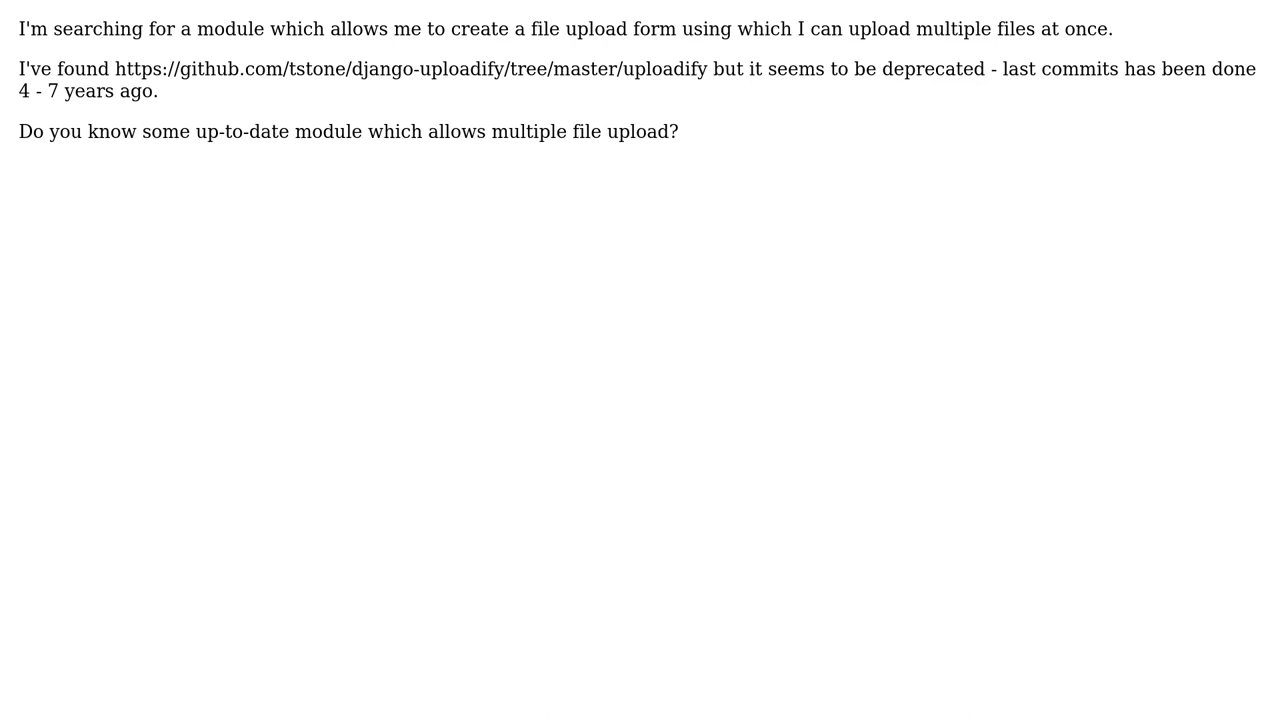 I'm searching for a module which allows me to create a file upload form using which I can upload multiple files at once.
I've found https://github.com/tstone/django-uploadify/tree/master/uploadify but it seems to be deprecated - last commits has been done
4 - 7 years ago.
Do you know some up-to-date module which allows multiple file upload?